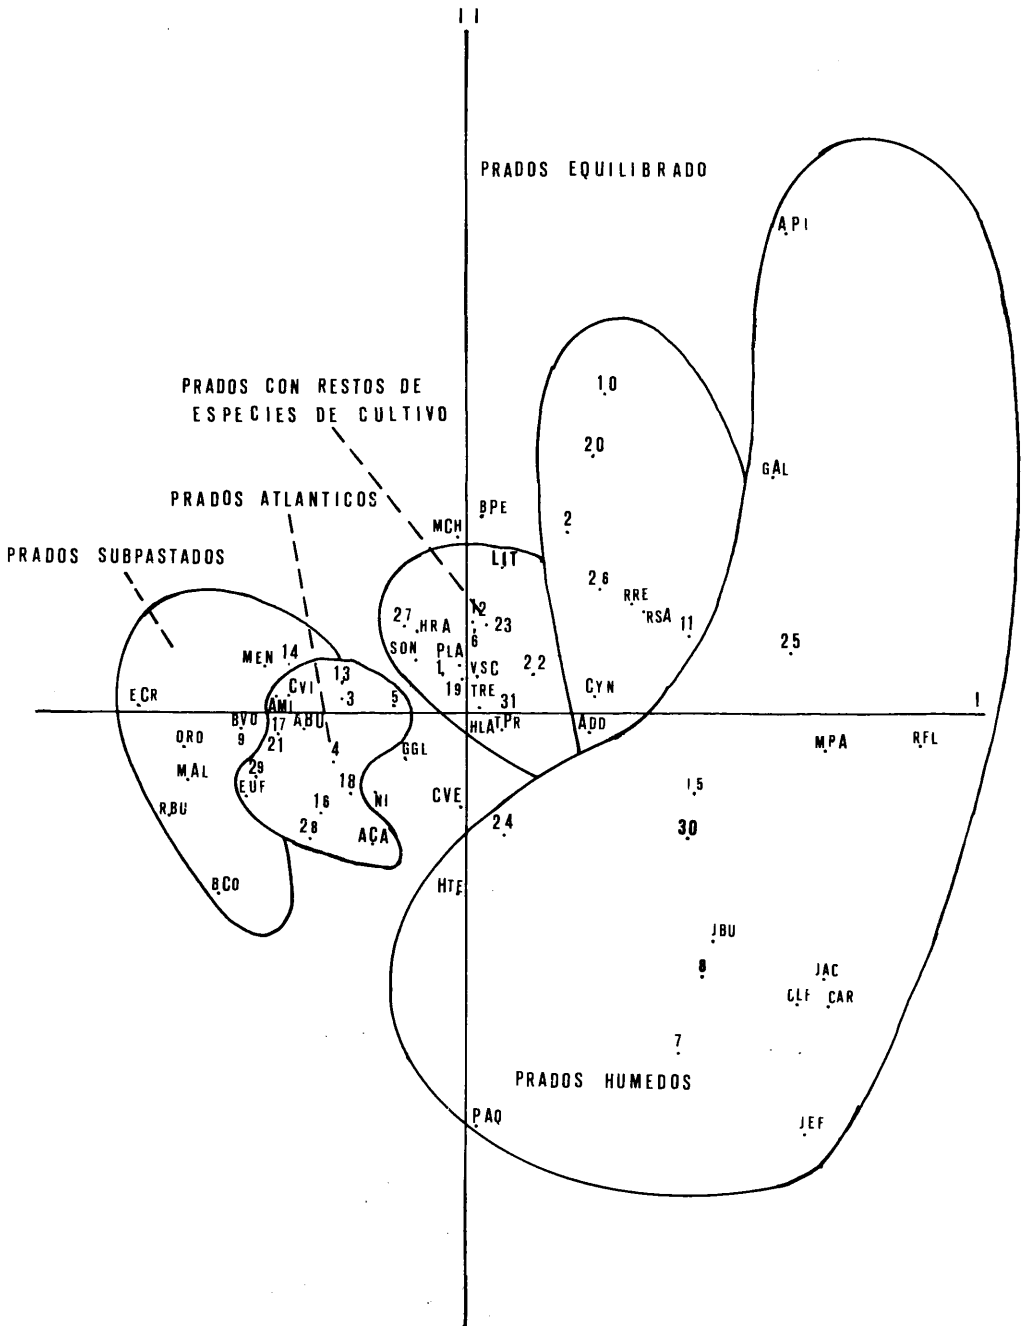 II
PRADOS EQUILIBRADO
API
PRADOS CON RESTOS DE
ESPECIES DE CULTIVO
10
20
GAL
PRADOS ATLANTICOS
BPE
2
MCH
PRADOS SUBPASTADOS
LIT
26
RRE
RSA
11
27
HRA
12
23
6
SON
PLA
1
VSC
22
25
MEN
14
13
CVI
3
5
19
TRE
31
CYN
ECR
AMI
I
BVO
17
ABU
HLA
TPR
ADD
9
21
ORO
4
GGL
MPA
RFL
MAL
29
EUF
18
NI
CVE
15
RBU
16
28
ACA
24
30
BCO
HTE
JBU
8
JAC
CAR
7
PRADOS HUMEDOS
PAQ
JEF